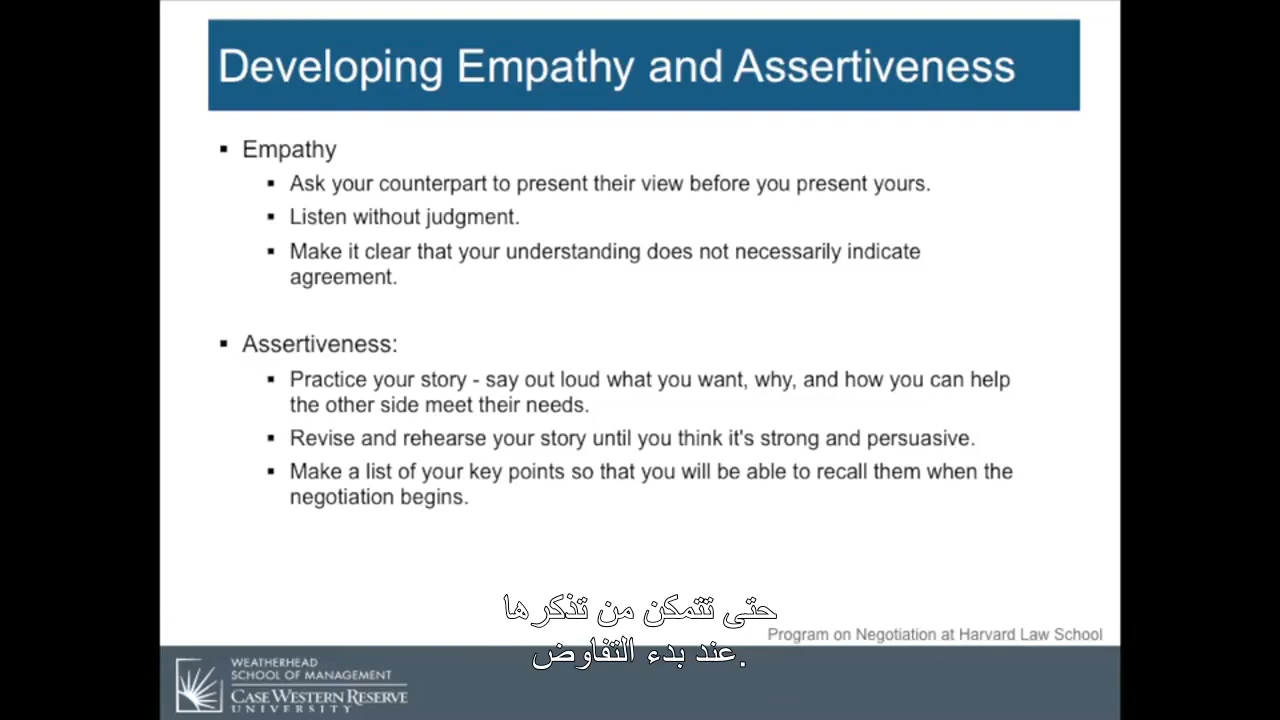 Developing Empathy and Assertiveness
▪ Empathy
▪ Ask your counterpart to present their view before you present yours.
▪ Listen without judgment.
▪ Make it clear that your understanding does not necessarily indicate
agreement.
▪ Assertiveness:
▪ Practice your story - say out loud what you want, why, and how you can help
the other side meet their needs.
▪ Revise and rehearse your story until you think it's strong and persuasive.
▪ Make a list of your key points so that you will be able to recall them when the
negotiation begins.
حتى تتمكن من تذكرها
عند بدء التفاوض.
Program on Negotiation at Harvard Law School
WEATHERHEAD
SCHOOL OF MANAGEMENT
CASE WESTERN RESERVE
UNIVERSITY